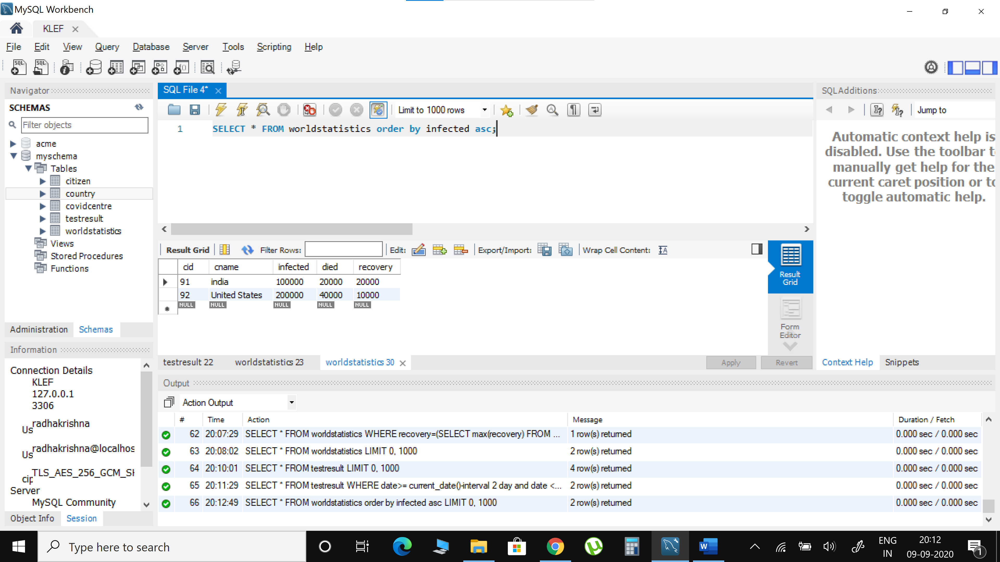 MySQL Workbench
KLEF
File Edit View Query Database Server Tools Scripting Help
Navigator
SCHEMAS
Filter objects
acme
myschema
Tables
citizen
country
covidcentre
testresult
worldstatistics
Views
Stored Procedures
Functions
Administration Schemas
Information
Connection Details
KLEF
127.0.0.1
3306
radhakrishna
Us
radhakrishna@localhos
Us
TLS_AES_256_GCM_SH
cip
Server
MySQL Community
Object Info Session
SQL File 4*
Limit to 1000 rows
1 SELECT * FROM worldstatistics order by infected asc;
Result Grid Filter Rows: Edit: Export/Import: Wrap Cell Content:
cid cname infected died recovery
91 india 100000 20000 20000
92 United States 200000 40000 10000
NULL NULL NULL NULL NULL
Result
Grid
Form
Editor
testresult 22 worldstatistics 23 worldstatistics 30
Apply Revert
SQLAdditions
Jump to
Automatic context help is
disabled. Use the toolbar t
manually get help for the
current caret position or to
toggle automatic help.
Context Help Snippets
Output
Action Output
# Time Action Message Duration / Fetch
62 20:07:29 SELECT * FROM worldstatistics WHERE recovery=(SELECT max(recovery) FROM ... 1 row(s) returned 0.000 sec / 0.000 sec
63 20:08:02 SELECT * FROM worldstatistics LIMIT 0, 1000 2 row(s) returned 0.000 sec / 0.000 sec
64 20:10:01 SELECT * FROM testresult LIMIT 0, 1000 4 row(s) returned 0.000 sec / 0.000 sec
65 20:11:29 SELECT * FROM testresult WHERE date>= current_date()-interval 2 day and date <... 2 row(s) returned 0.000 sec / 0.000 sec
66 20:12:49 SELECT * FROM worldstatistics order by infected asc LIMIT 0, 1000 2 row(s) returned 0.000 sec / 0.000 sec
Type here to search
ENG
IN
20:12
09-09-2020
1